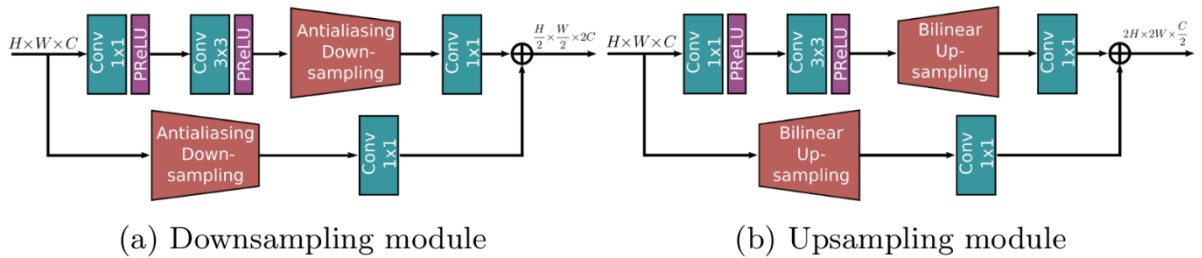 H×W×C
Conv
1x1
PReLU
Conv
3x3
PReLU
Antialiasing
Down-
sampling
Conv
1x1
H/2 × W/2 ×2C
Antialiasing
Down-
sampling
Conv
1x1
(a) Downsampling module
H×W×C
Conv
1x1
PReLU
Conv
3x3
PReLU
Bilinear
Up-
sampling
Conv
1x1
2H×2W× C/2
Bilinear
Up-
sampling
Conv
1x1
(b) Upsampling module